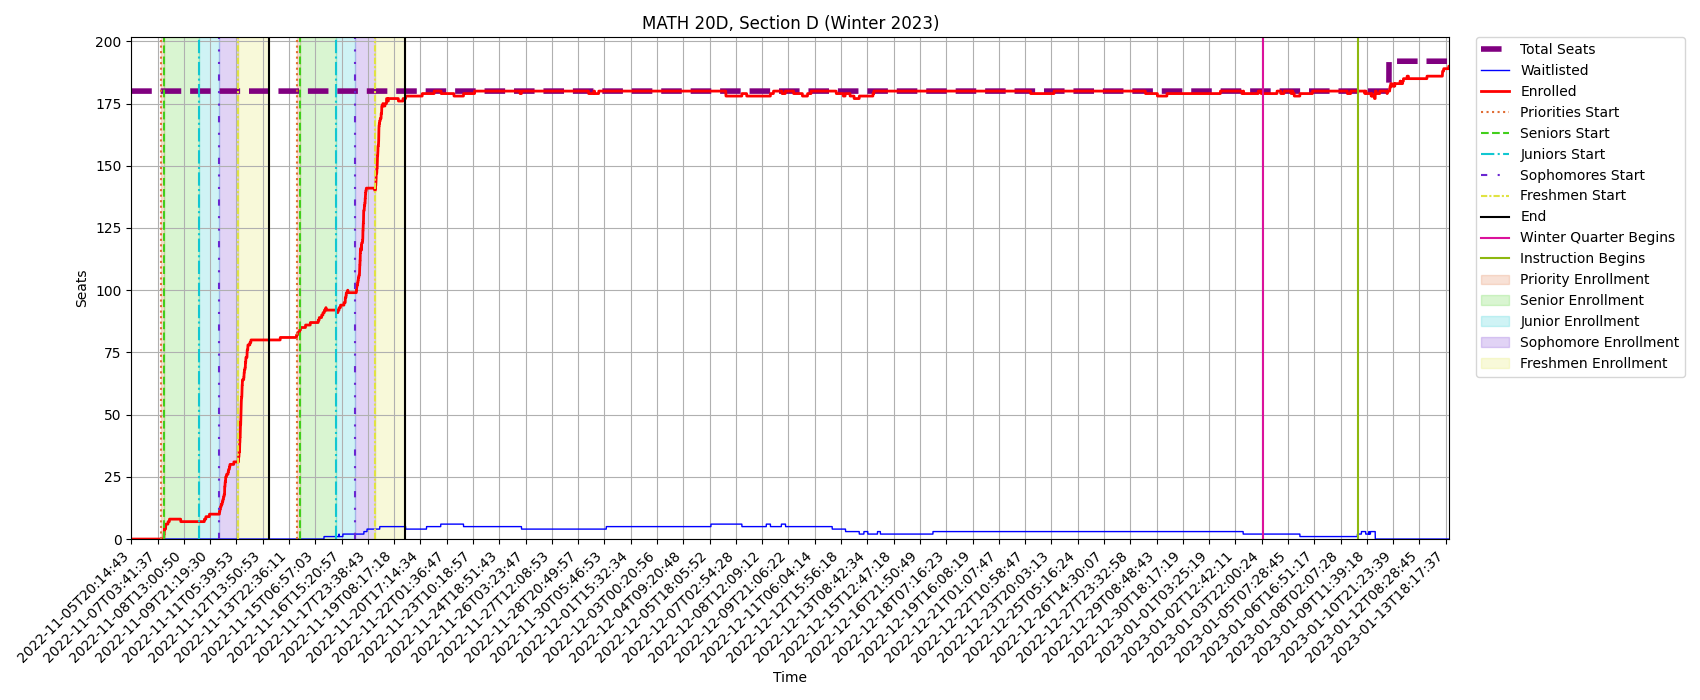 MATH 20D, Section D (Winter 2023)
Seats
200
175
150
125
100
75
50
25
0
2022-11-05T20:14:43
2022-11-07T03:41:37
2022-11-08T13:00:50
2022-11-09T21:19:30
2022-11-11T05:39:53
2022-11-12T13:50:53
2022-11-13T22:36:11
2022-11-15T06:57:03
2022-11-16T15:20:57
2022-11-17T23:38:43
2022-11-19T08:17:18
2022-11-20T17:14:34
2022-11-22T01:36:47
2022-11-23T10:18:57
2022-11-24T18:51:43
2022-11-26T03:23:47
2022-11-27T12:08:53
2022-11-28T20:49:57
2022-11-30T05:46:53
2022-12-01T15:32:34
2022-12-03T00:20:56
2022-12-04T09:20:48
2022-12-05T18:05:52
2022-12-07T02:54:28
2022-12-08T12:09:12
2022-12-09T21:06:22
2022-12-11T06:04:14
2022-12-12T15:56:18
2022-12-13T08:42:34
2022-12-15T12:47:18
2022-12-16T21:50:49
2022-12-18T07:16:23
2022-12-19T16:08:19
2022-12-21T01:07:47
2022-12-22T10:58:47
2022-12-23T20:03:13
2022-12-25T05:16:24
2022-12-26T14:30:07
2022-12-27T23:32:58
2022-12-29T08:48:43
2022-12-30T18:17:19
2023-01-01T03:25:19
2023-01-02T12:42:11
2023-01-03T22:00:24
2023-01-05T07:28:45
2023-01-06T16:51:17
2023-01-08T02:07:28
2023-01-09T11:39:18
2023-01-10T21:23:39
2023-01-12T08:28:45
2023-01-13T18:17:37
Time
Total Seats
Waitlisted
Enrolled
Priorities Start
Seniors Start
Juniors Start
Sophomores Start
Freshmen Start
End
Winter Quarter Begins
Instruction Begins
Priority Enrollment
Senior Enrollment
Junior Enrollment
Sophomore Enrollment
Freshmen Enrollment